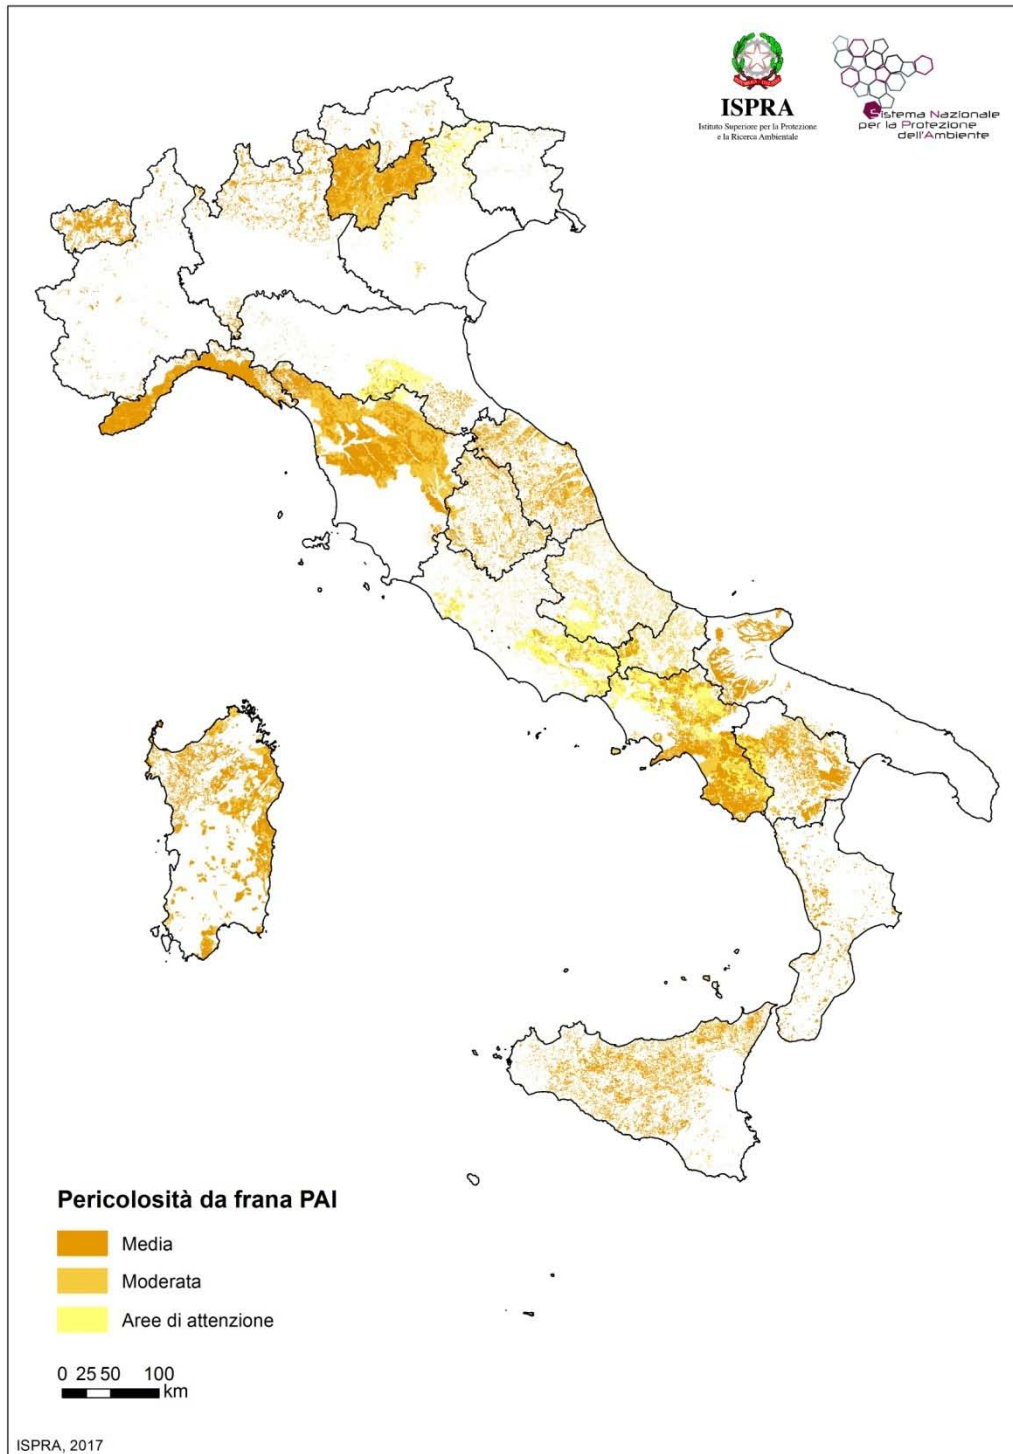 ISPRA
Istituto Superiore per la Protezione
e la Ricerca Ambientale
Sistema Nazionale
per la Protezione
dell'Ambiente
Pericolosità da frana PAI
Media
Moderata
Aree di attenzione
0 25 50 100
km
ISPRA, 2017